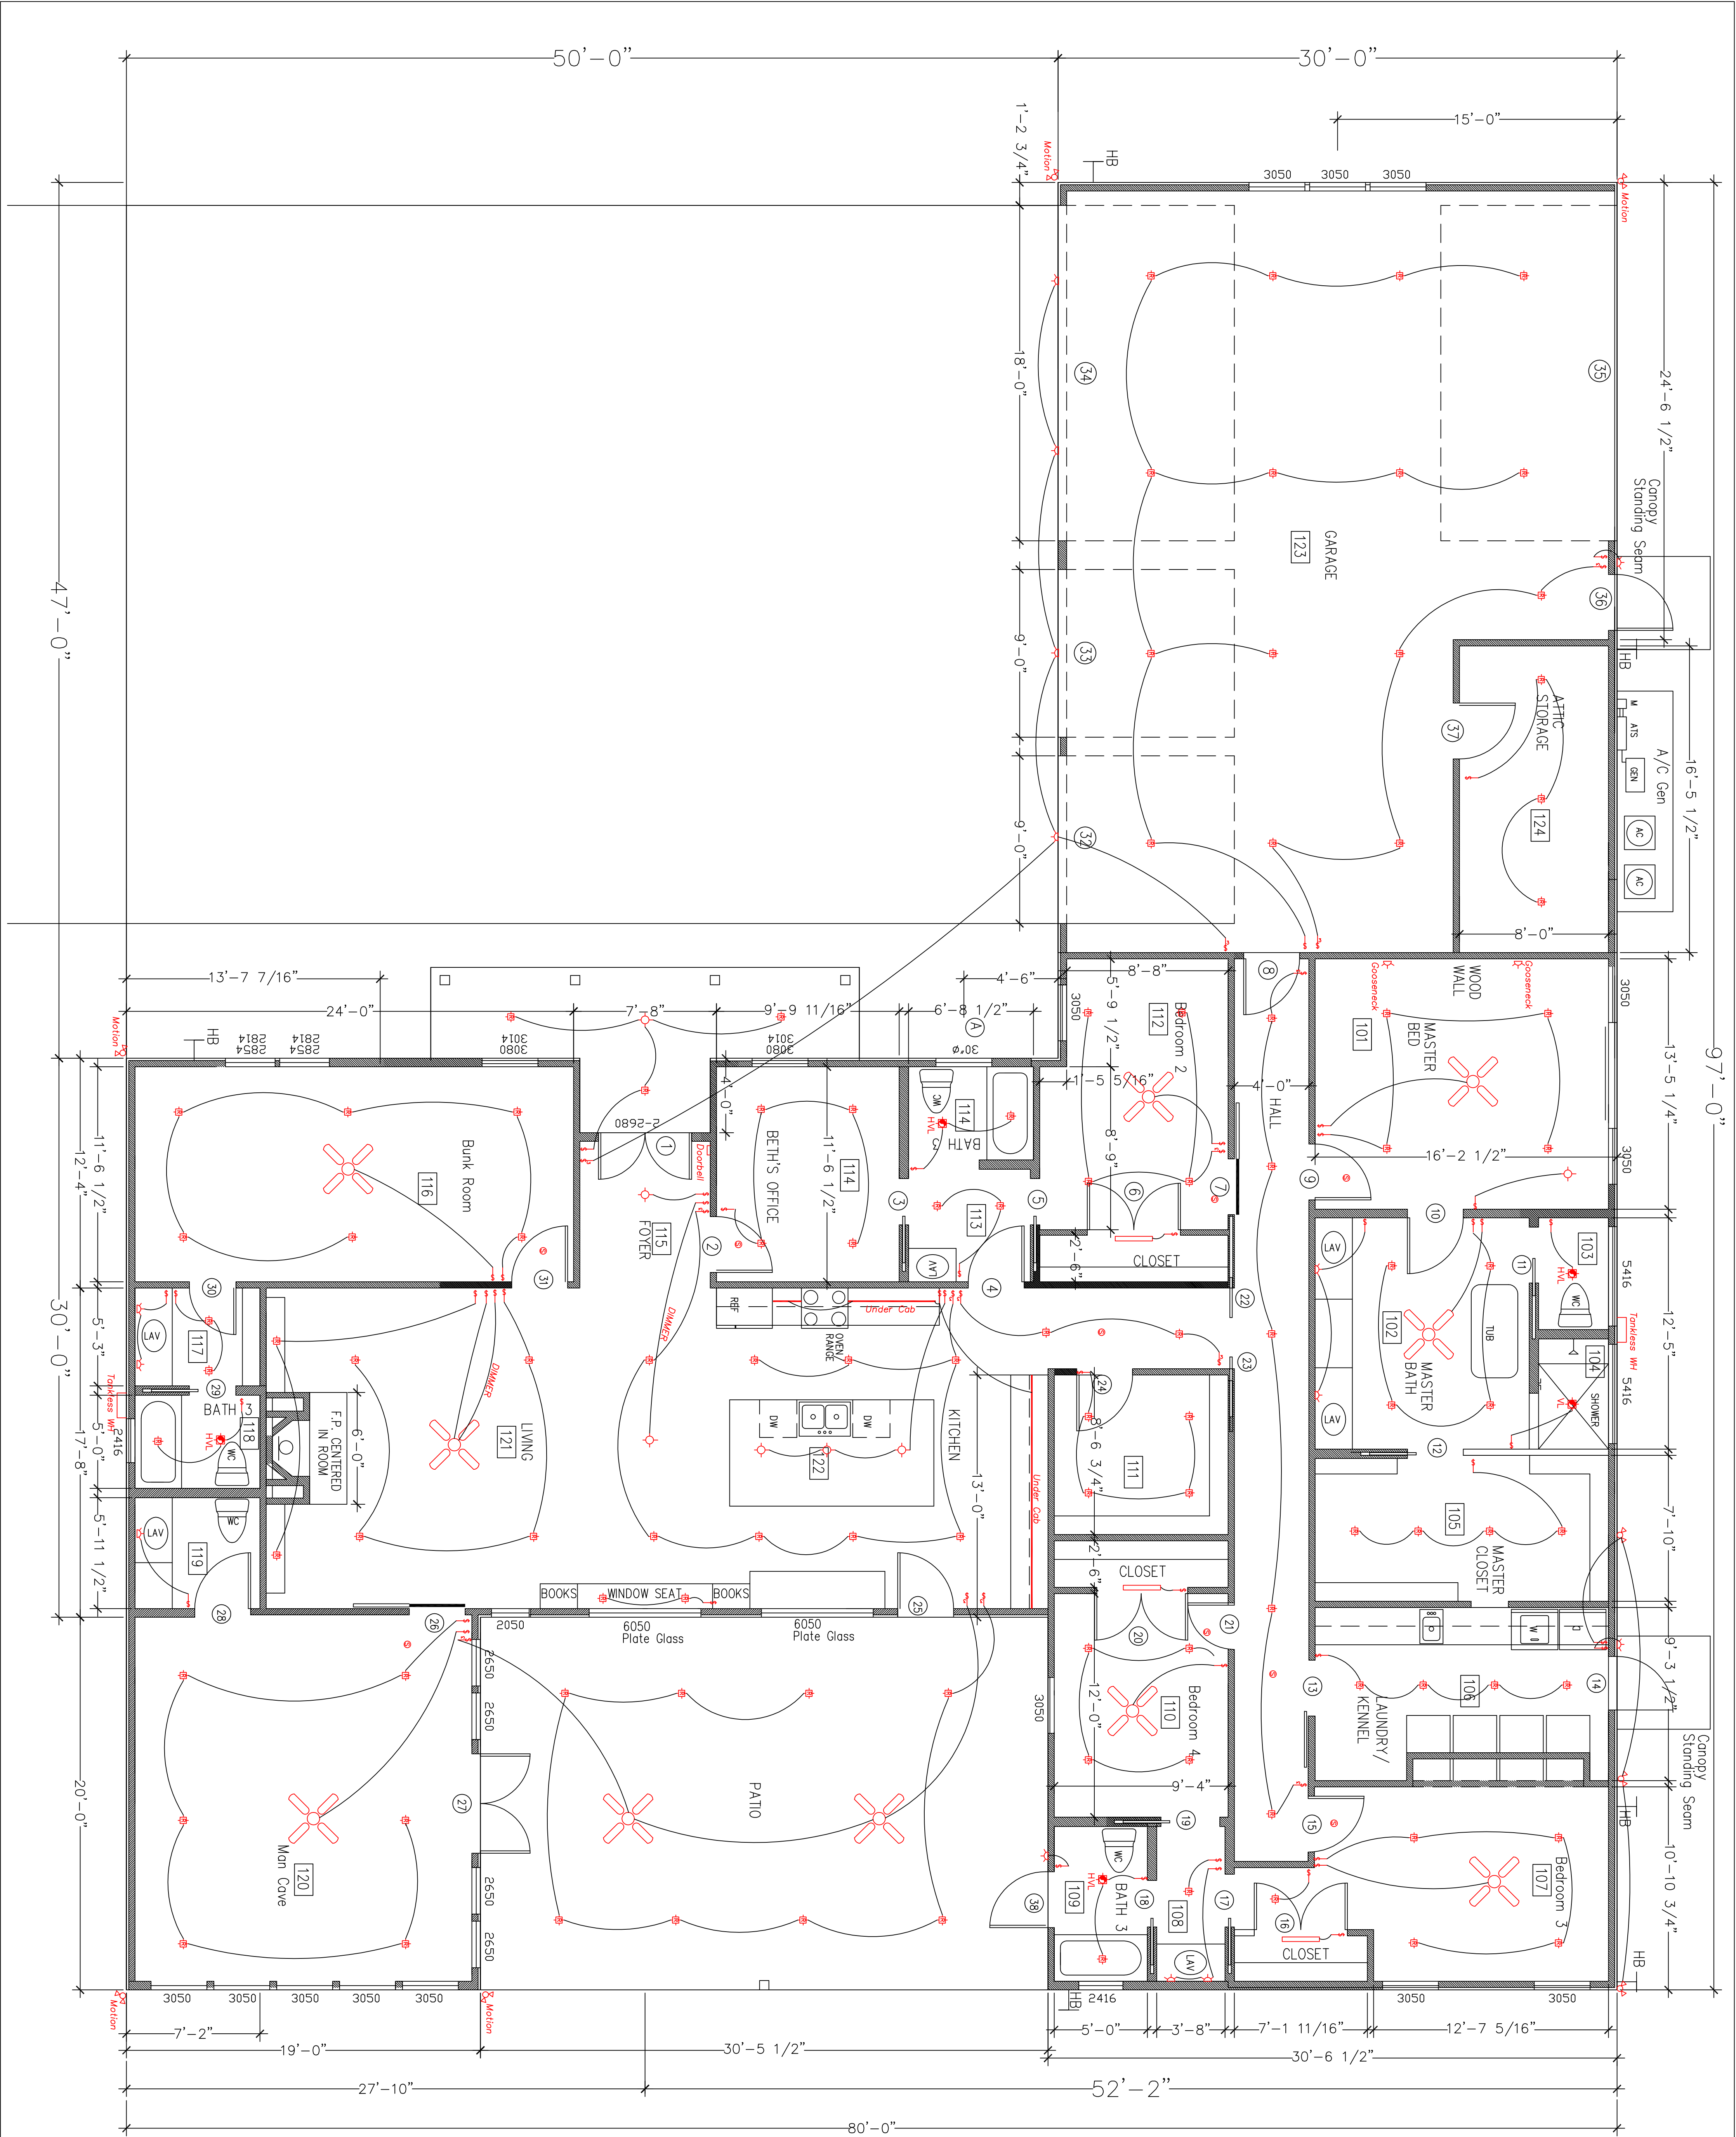 50'-0"
30'-0"
15'-0"
1'-2 3/4"
HB
Motion
3050
3050
3050
Motion
24'-6 1/2"
97'-0"
47'-0"
18'-0"
34
35
Canopy
Standing Seam
GARAGE
123
36
HB
9'-0"
33
16'-5 1/2"
37
ATTIC
STORAGE
M
ATS
GEN
A/C Gen
AC
AC
124
9'-0"
32
8'-0"
13'-7 7/16"
4'-6"
8'-8"
5'-9 1/2"
8
Gooseneck
WOOD
WALL
Gooseneck
3050
24'-0"
7'-8"
9'-9 11/16"
6'-8 1/2"
A
3050
Bedroom 2
112
101
MASTER
BED
13'-5 1/4"
Motion
HB
2814
2854
2814
2854
3014
3080
3014
3080
30"ø
4'-0"
1'-5 5/16"
4'-0"
HALL
WC
HVL
114
BATH 3
2-2680
1
Doorbell
BETH'S OFFICE
11'-6 1/2"
114
8'-9"
16'-2 1/2"
3050
11'-6 1/2"
12'-4"
30'-0"
Bunk Room
116
31
115
FOYER
2
3
113
5
6
7
9
10
LAV
4
2'-6"
CLOSET
22
LAV
11
103
HVL
WC
5416
Tankless WH
12'-5"
30
5'-3"
LAV
117
29
DIMMER
DIMMER
REF
OVEN
RANGE
Under Cab
23
24
102
MASTER
BATH
TUB
104
SHOWER
VL
5416
LAV
12
Tankless WH
2416
BATH 3
118
HVL
WC
5'-0"
17'-8"
6'-0"
F.P. CENTERED
IN ROOM
LIVING
121
DW
DW
122
KITCHEN
13'-0"
Under Cab
8'-6 3/4"
111
5'-11 1/2"
LAV
119
WC
28
26
BOOKS
WINDOW SEAT
BOOKS
25
2'-6"
CLOSET
105
MASTER
CLOSET
7'-10"
2050
6050
Plate Glass
6050
Plate Glass
21
20
W
D
9'-3 1/2"
14
13
LAUNDRY/
KENNEL
106
Canopy
Standing Seam
2650
2650
3050
12'-0"
Bedroom 4
110
9'-4"
20'-0"
PATIO
27
Man Cave
120
HB
15
19
WC
HVL
109
BATH 3
38
18
108
17
16
CLOSET
LAV
Bedroom 3
107
10'-10 3/4"
HB
2650
2650
3050
3050
3050
3050
3050
Motion
Motion
HB
2416
3050
3050
7'-2"
19'-0"
30'-5 1/2"
5'-0"
3'-8"
7'-1 11/16"
12'-7 5/16"
30'-6 1/2"
27'-10"
52'-2"
80'-0"